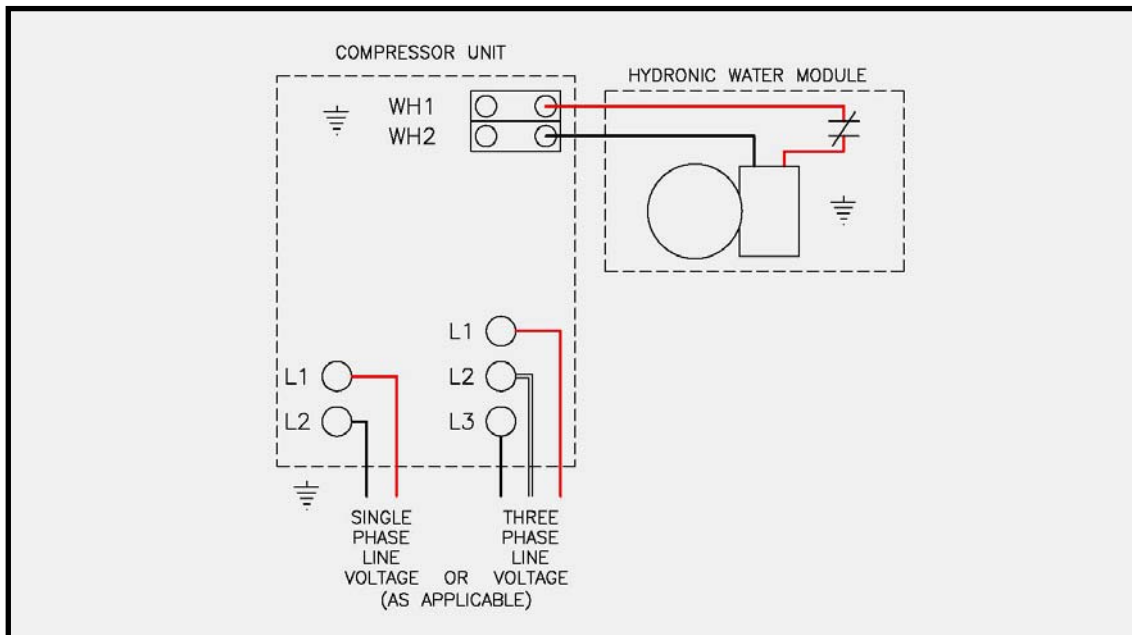 COMPRESSOR UNIT
HYDRONIC WATER MODULE
WH1
WH2
L1
L2
L3
L1
L2
SINGLE
PHASE
LINE
VOLTAGE OR
THREE
PHASE
LINE
VOLTAGE
(AS APPLICABLE)